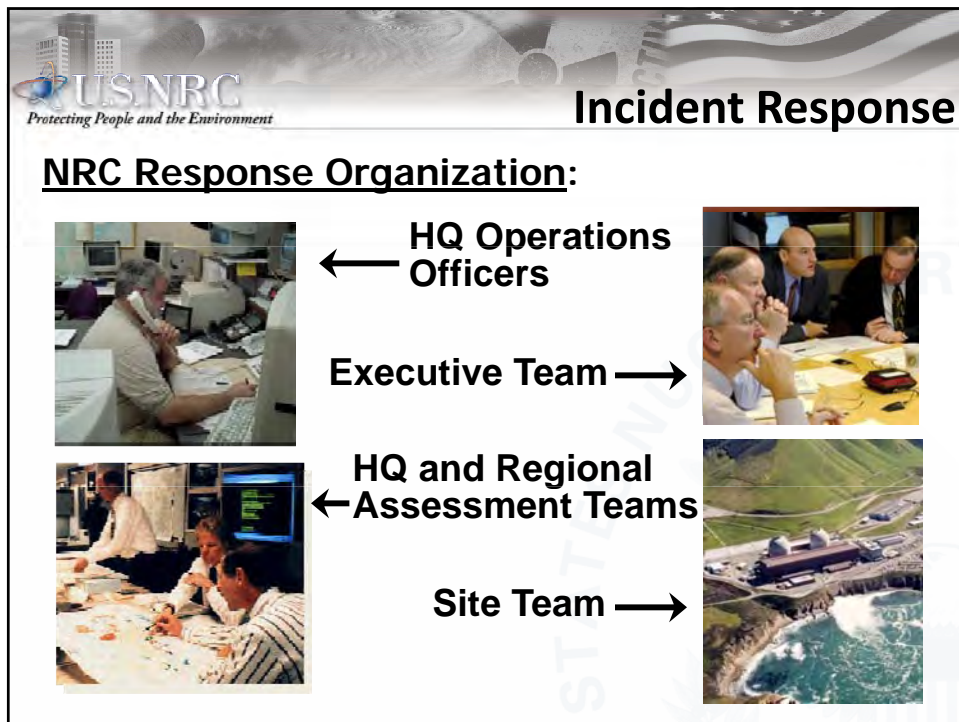 U.S.NRC
Protecting People and the Environment
Incident Response
NRC Response Organization:
HQ Operations
Officers
Executive Team
HQ and Regional
Assessment Teams
Site Team